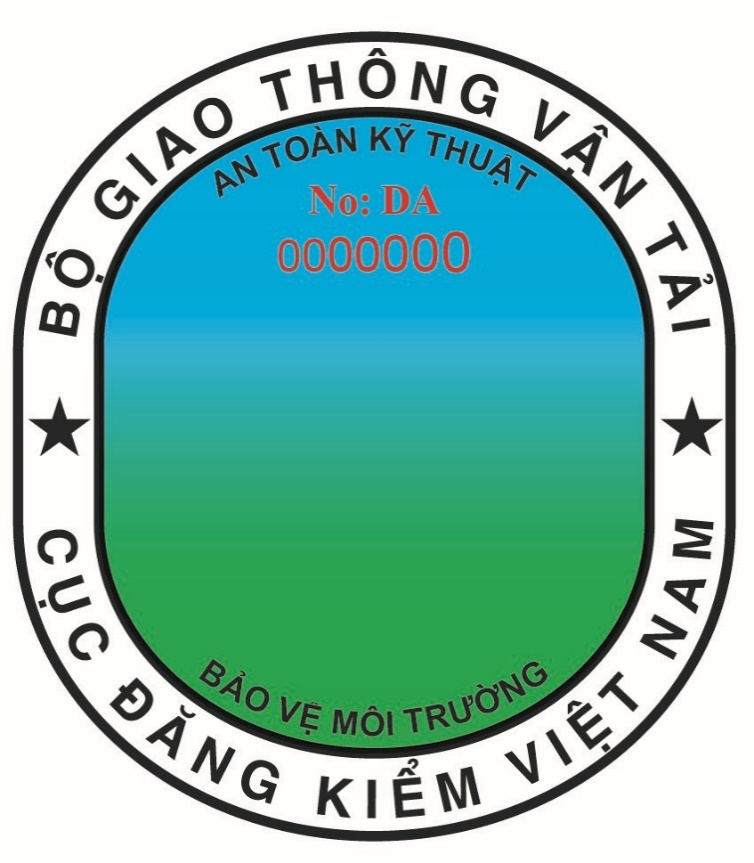 BỘ GIAO THÔNG VẬN TẢI
AN TOÀN KỸ THUẬT
No: DA
0000000
BẢO VỆ MÔI TRƯỜNG
★ CỤC ĐĂNG KIỂM VIỆT NAM ★